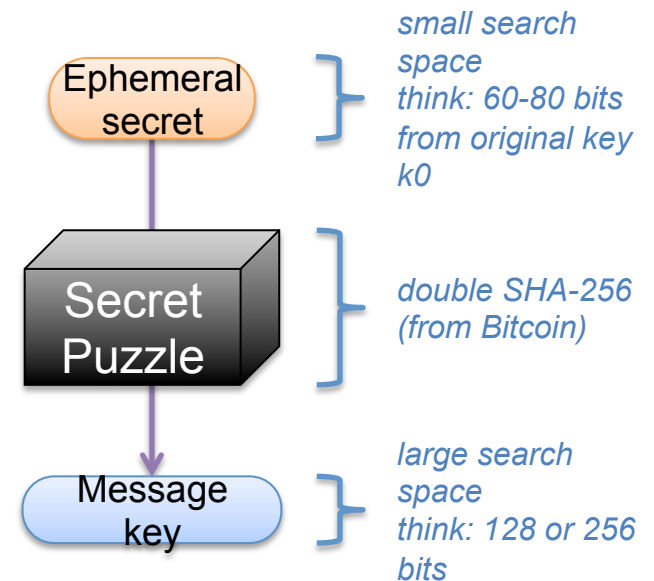 Ephemeral
secret
small search
space
think: 60-80 bits
from original key
k0
Secret
Puzzle
double SHA-256
(from Bitcoin)
Message
key
large search
space
think: 128 or 256
bits